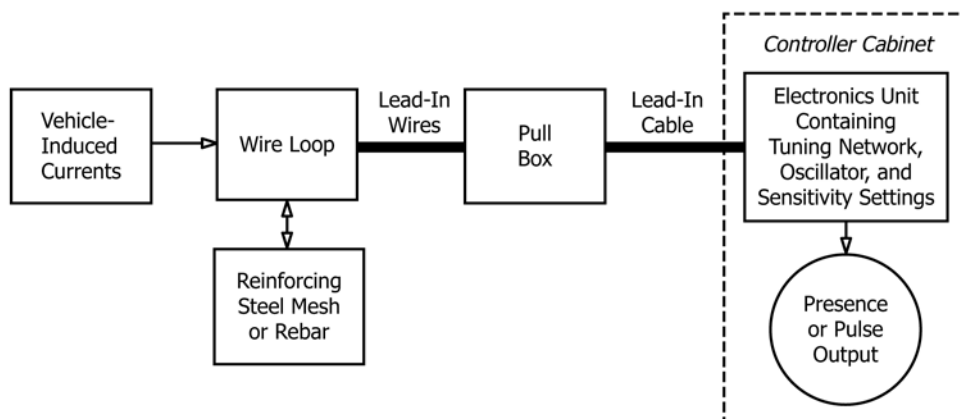 Controller Cabinet
Vehicle-
Induced
Currents
Wire Loop
Lead-In
Wires
Pull
Box
Lead-In
Cable
Electronics Unit
Containing
Tuning Network,
Oscillator, and
Sensitivity Settings
Reinforcing
Steel Mesh
or Rebar
Presence
or Pulse
Output